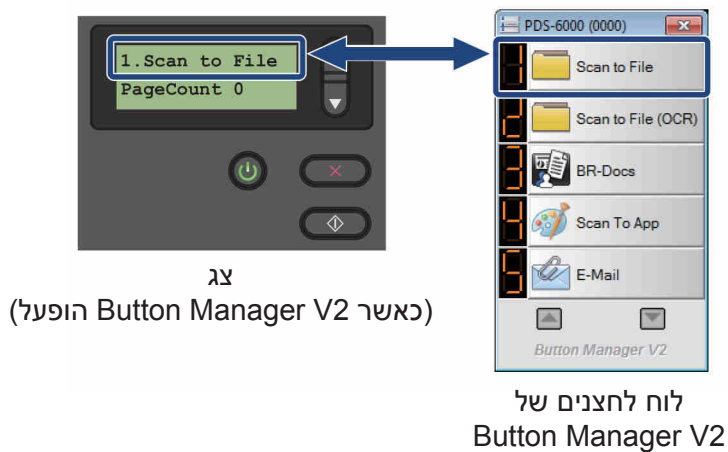 1.Scan to File
PageCount 0
צג
(כאשר Button Manager V2 הופעל)
PDS-6000 (0000)
1 Scan to File
2 Scan to File (OCR)
3 BR-Docs
4 Scan To App
5 E-Mail
Button Manager V2
לוח לחצנים של
Button Manager V2